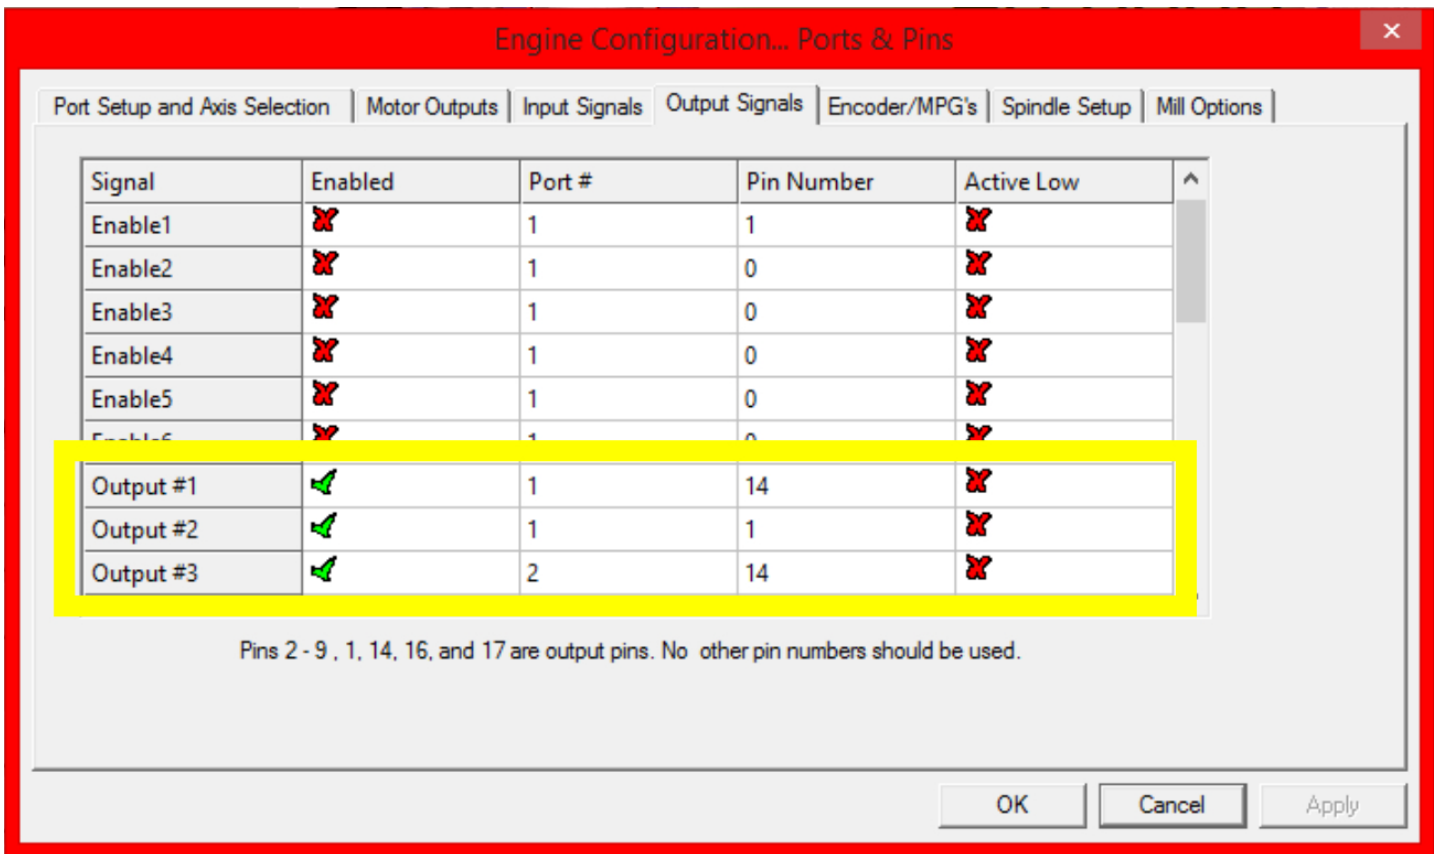 Engine Configuration... Ports & Pins
Port Setup and Axis Selection Motor Outputs Input Signals Output Signals Encoder/MPG's Spindle Setup Mill Options
Signal Enabled Port # Pin Number Active Low
Enable1 1 1
Enable2 1 0
Enable3 1 0
Enable4 1 0
Enable5 1 0
Enable6 1 0
Output #1 1 14
Output #2 1 1
Output #3 2 14
Pins 2 - 9 , 1, 14, 16, and 17 are output pins. No other pin numbers should be used.
OK Cancel Apply